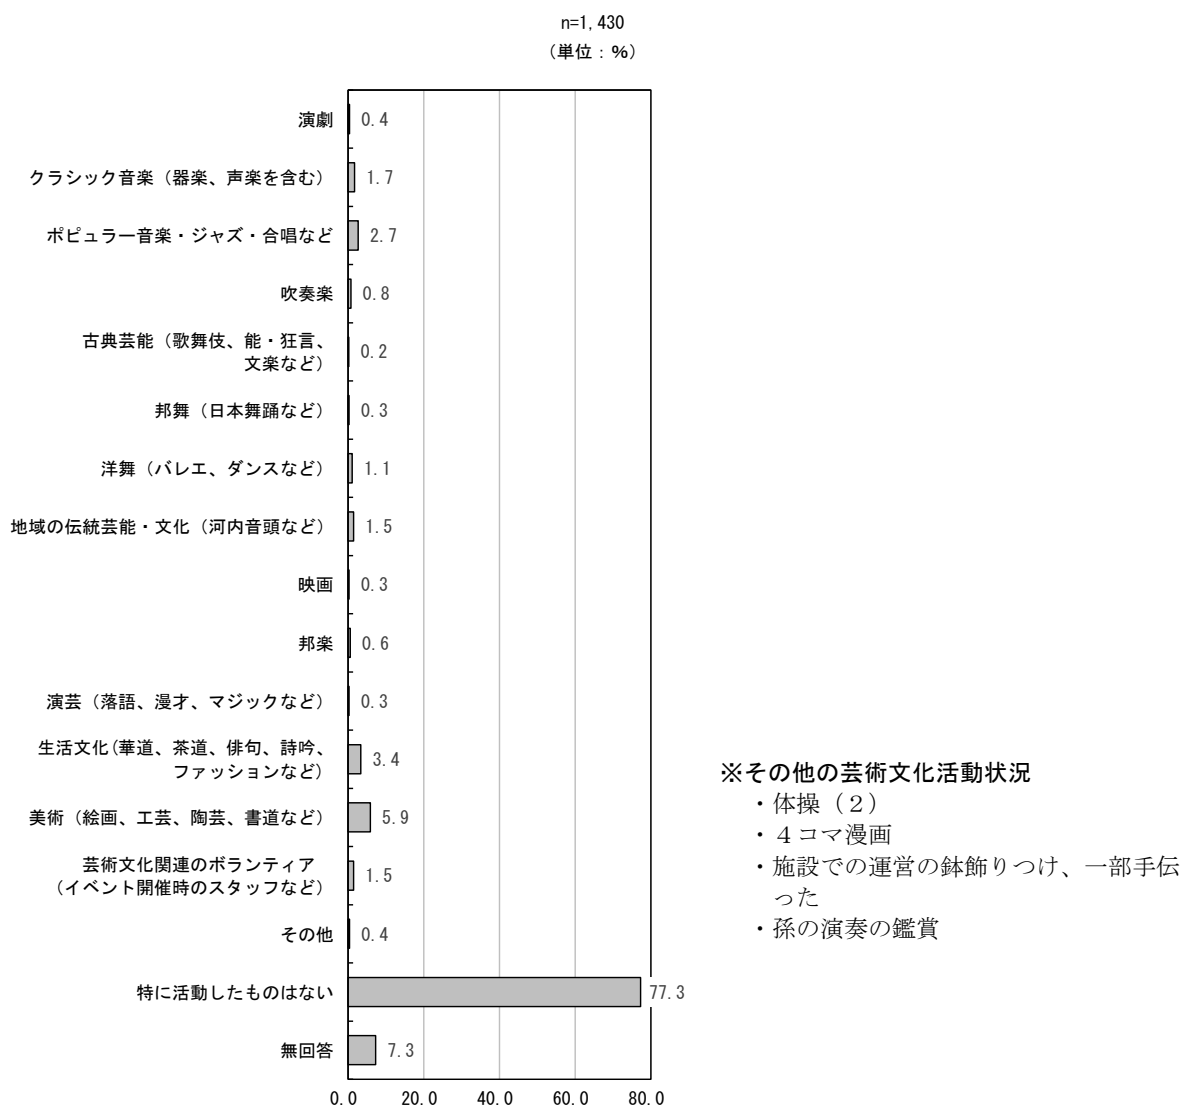 n=1,430
（単位：%）
演劇 0.4
クラシック音楽（器楽、声楽を含む） 1.7
ポピュラー音楽・ジャズ・合唱など 2.7
吹奏楽 0.8
古典芸能（歌舞伎、能・狂言、
文楽など） 0.2
邦舞（日本舞踊など） 0.3
洋舞（バレエ、ダンスなど） 1.1
地域の伝統芸能・文化（河内音頭など） 1.5
映画 0.3
邦楽 0.6
演芸（落語、漫才、マジックなど） 0.3
生活文化(華道、茶道、俳句、詩吟、
ファッションなど) 3.4
美術（絵画、工芸、陶芸、書道など） 5.9
芸術文化関連のボランティア
（イベント開催時のスタッフなど） 1.5
その他 0.4
特に活動したものはない 77.3
無回答 7.3
0.0 20.0 40.0 60.0 80.0
※その他の芸術文化活動状況
・体操（２）
・４コマ漫画
・施設での運営の鉢飾りつけ、一部手伝
った
・孫の演奏の鑑賞